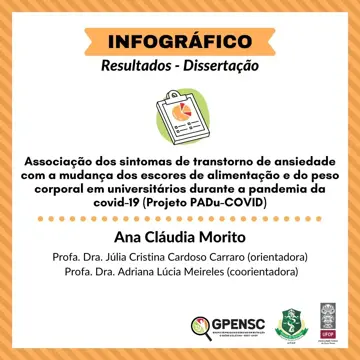 INFOGRÁFICO
Resultados - Dissertação
Associação dos sintomas de transtorno de ansiedade
com a mudança dos escores de alimentação e do peso
corporal em universitários durante a pandemia da
covid-19 (Projeto PADu-COVID)
Ana Cláudia Morito
Profa. Dra. Júlia Cristina Cardoso Carraro (orientadora)
Profa. Dra. Adriana Lúcia Meireles (coorientadora)
GPENSC
UFOP